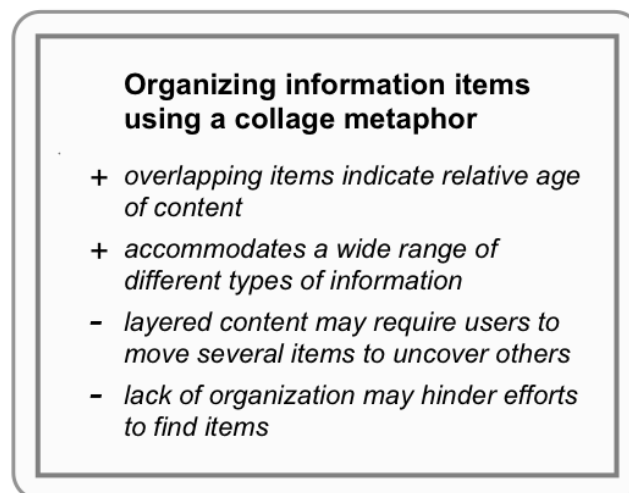 Organizing information items
using a collage metaphor
+ overlapping items indicate relative age
of content
+ accommodates a wide range of
different types of information
- layered content may require users to
move several items to uncover others
- lack of organization may hinder efforts
to find items